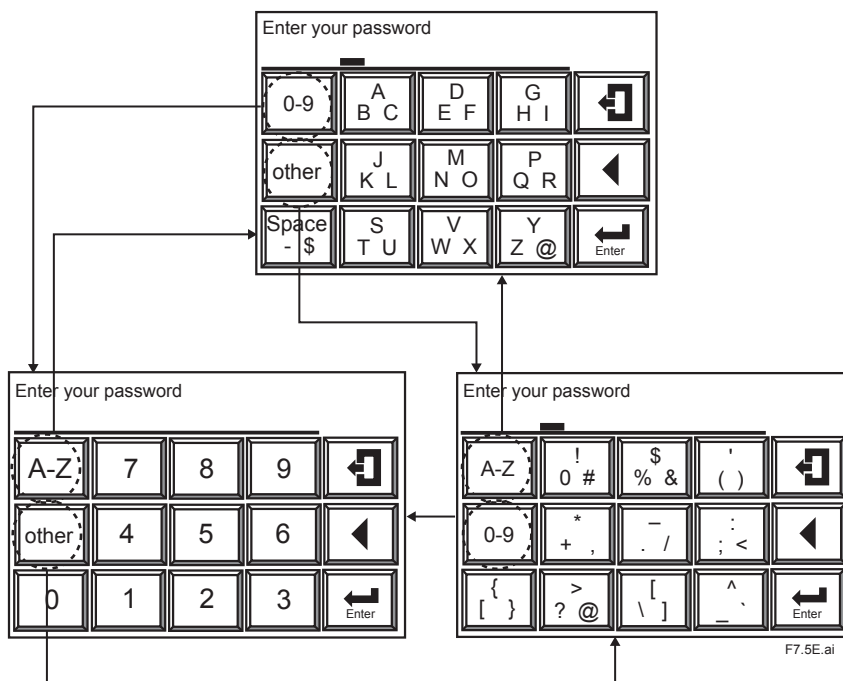 Enter your password
0-9
A
B C
D
E F
G
H I
other
J
K L
M
N O
P
Q R
Space
- $
S
T U
V
W X
Y
Z @
Enter
Enter your password
A-Z 7 8 9
other 4 5 6
0 1 2 3
Enter
Enter your password
A-Z
!
0 #
$
% &
'
( )
0-9
*
+ ,
_
. /
:
; <
{
[ }
>
? @
[
\ ]
^
_ `
Enter
F7.5E.ai